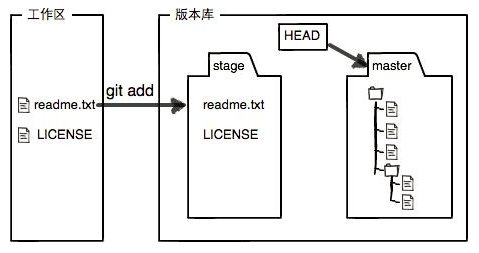 工作区
版本库
HEAD
stage
master
git add
readme.txt
readme.txt
LICENSE
LICENSE